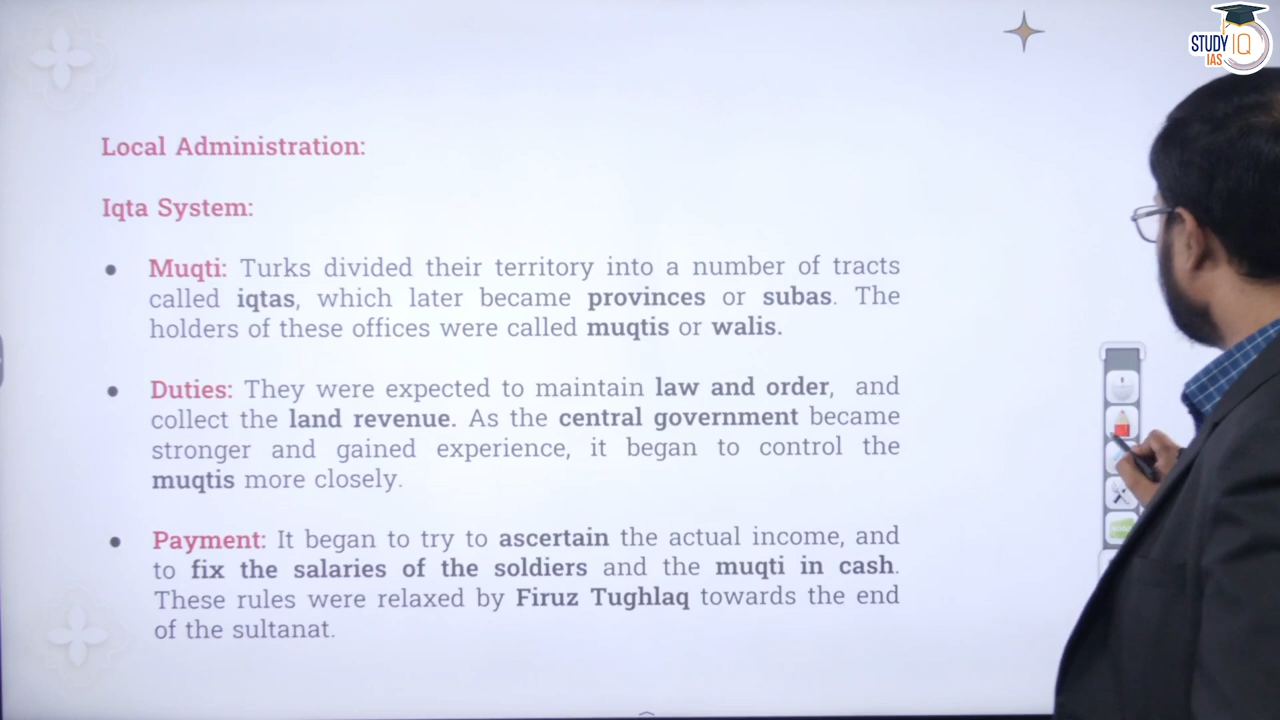 STUDY IQ
IAS
Local Administration:
Iqta System:
Muqti: Turks divided their territory into a number of tracts
called iqtas, which later became provinces or subas. The
holders of these offices were called muqtis or walis.
Duties: They were expected to maintain law and order, and
collect the land revenue. As the central government became
stronger and gained experience, it began to control the
muqtis more closely.
Payment: It began to try to ascertain the actual income, and
to fix the salaries of the soldiers and the muqti in cash.
These rules were relaxed by Firuz Tughlaq towards the end
of the sultanat.